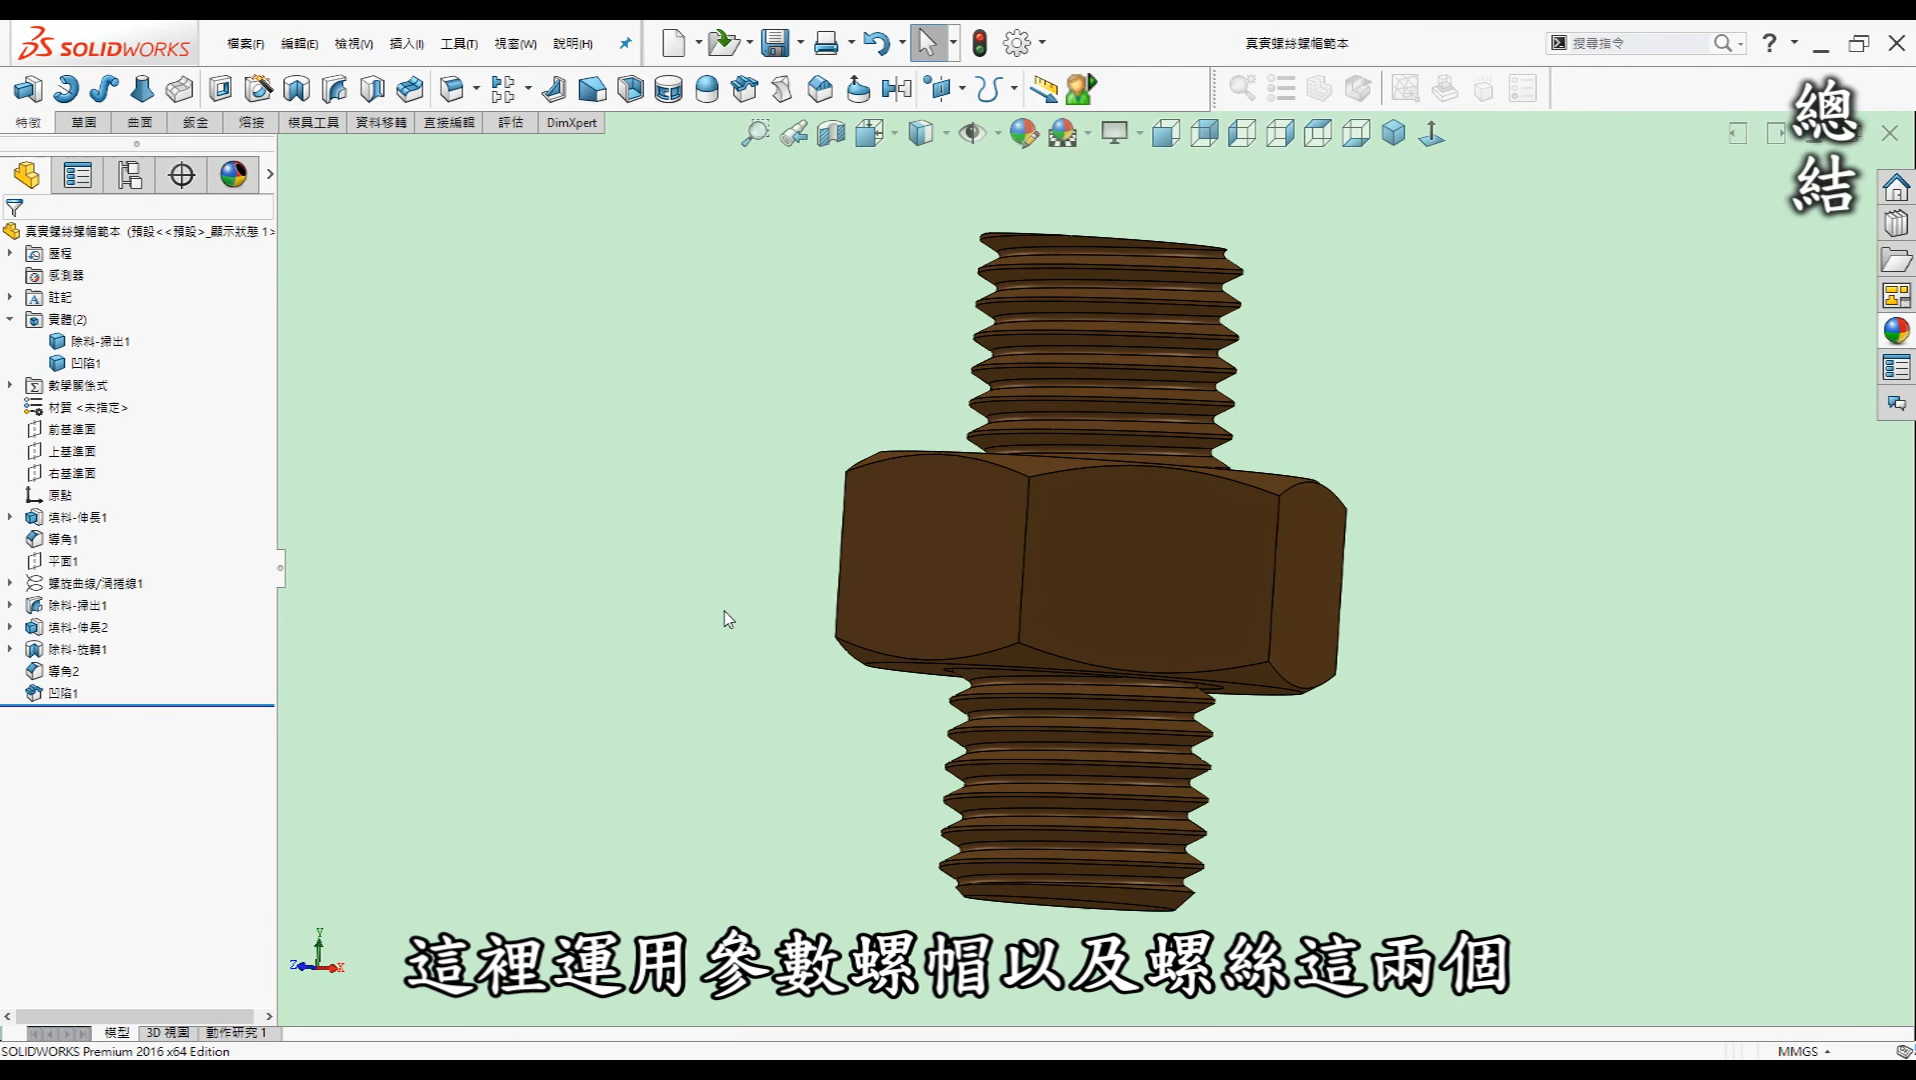 SOLIDWORKS
檔案(F)
編輯(E)
檢視(V)
插入(I)
工具(T)
視窗(W)
說明(H)
真實螺絲螺帽範本
搜尋指令
特徵
草圖
曲面
鈑金
熔接
模具工具
資料移轉
直接編輯
評估
DimXpert
總結
真實螺絲螺帽範本 (預設<<預設>_顯示狀態 1>
歷程
感測器
註記
實體(2)
除料-掃出1
凹陷1
數學關係式
材質 <未指定>
前基準面
上基準面
右基準面
原點
填料-伸長1
導角1
平面1
螺旋曲線/渦捲線1
除料-掃出1
填料-伸長2
除料-旋轉1
導角2
凹陷1
Y
Z
X
這裡運用參數螺帽以及螺絲這兩個
模型
3D 視圖
動作研究 1
SOLIDWORKS Premium 2016 x64 Edition
MMGS